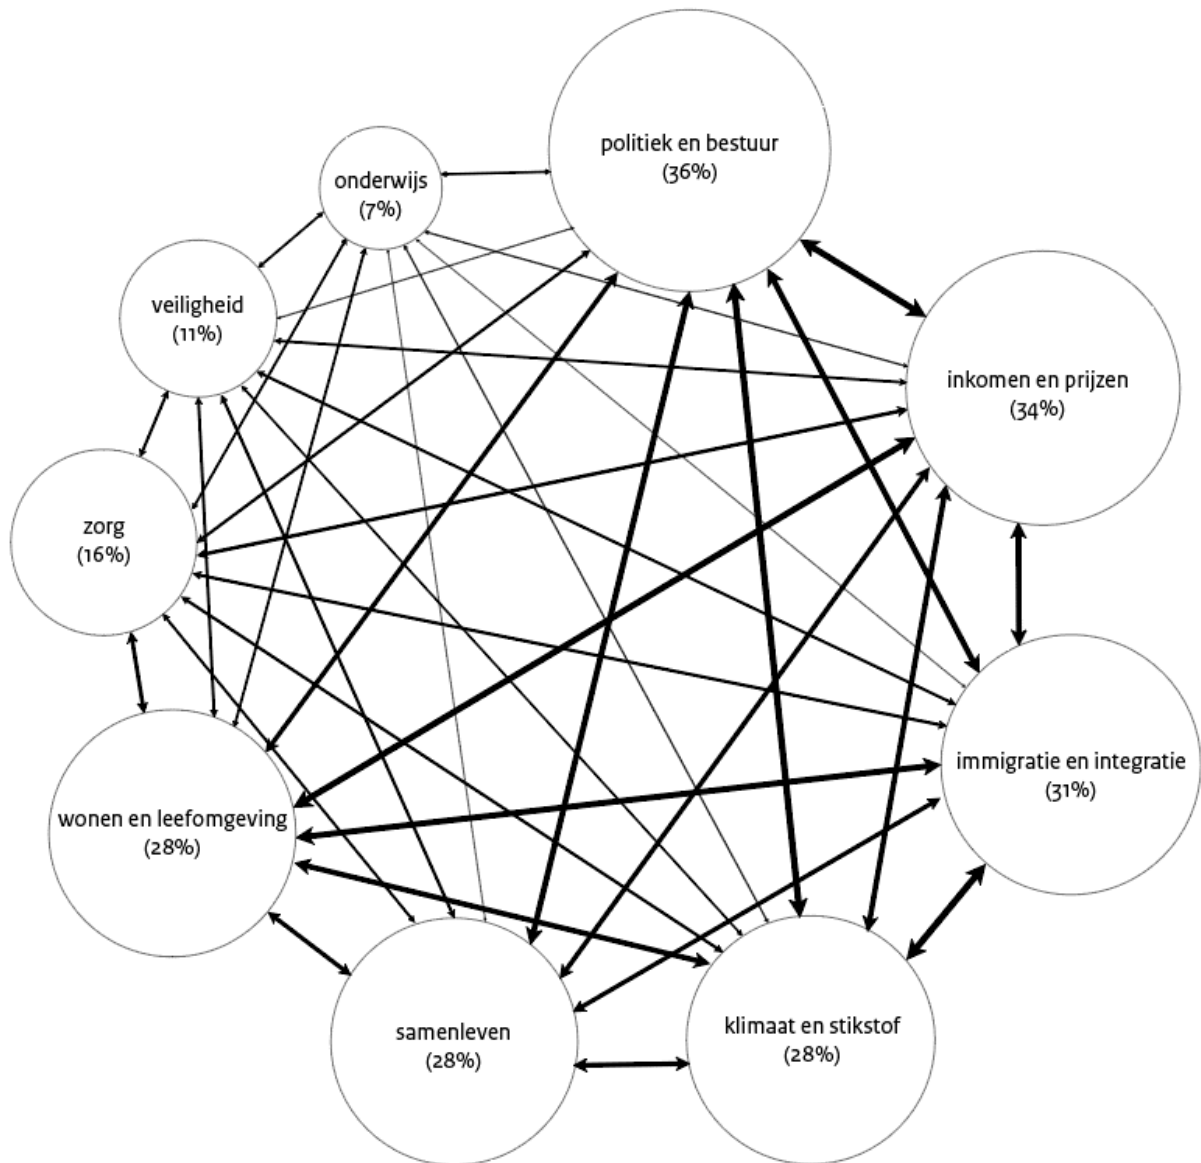 politiek en bestuur
(36%)
onderwijs
(7%)
veiligheid
(11%)
inkomen en prijzen
(34%)
zorg
(16%)
immigratie en integratie
(31%)
wonen en leefomgeving
(28%)
samenleven
(28%)
klimaat en stikstof
(28%)